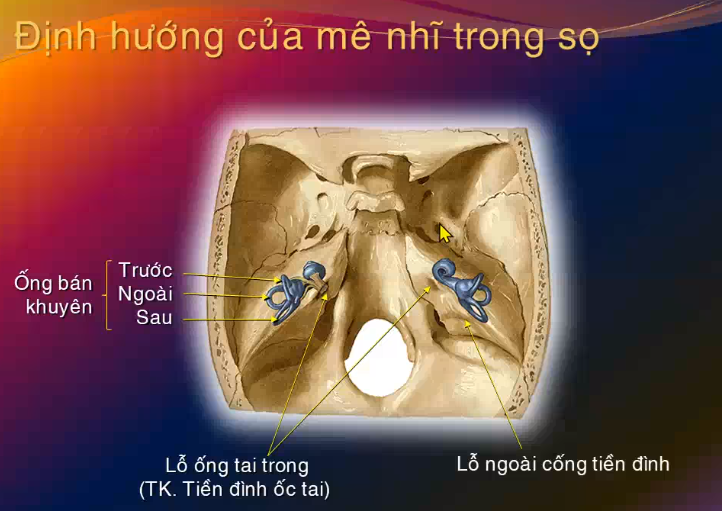 Định hướng của mê nhĩ trong sọ
Ống bán
khuyên
Trước
Ngoài
Sau
Lỗ ống tai trong
(TK. Tiền đình ốc tai)
Lỗ ngoài cống tiền đình